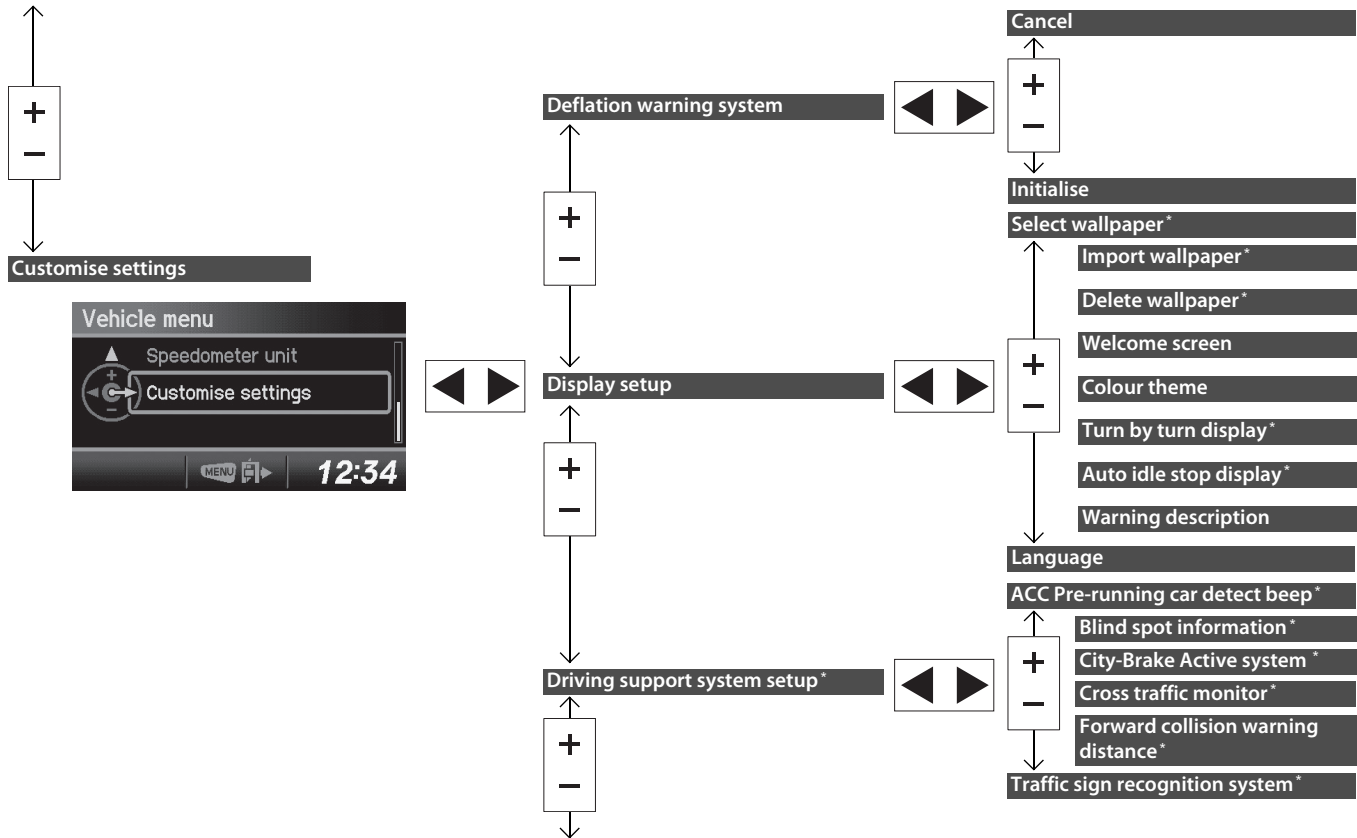 Cancel
+
−
Deflation warning system
+
−
Initialise
Select wallpaper*
Import wallpaper*
Delete wallpaper*
Welcome screen
Colour theme
Turn by turn display*
Auto idle stop display*
Warning description
Language
+
−
Customise settings
Vehicle menu
Speedometer unit
Customise settings
+
−
MENU
12:34
+
−
Display setup
+
−
ACC Pre-running car detect beep*
Blind spot information*
City-Brake Active system *
Cross traffic monitor*
Forward collision warning
distance*
Traffic sign recognition system*
+
−
Driving support system setup*
+
−